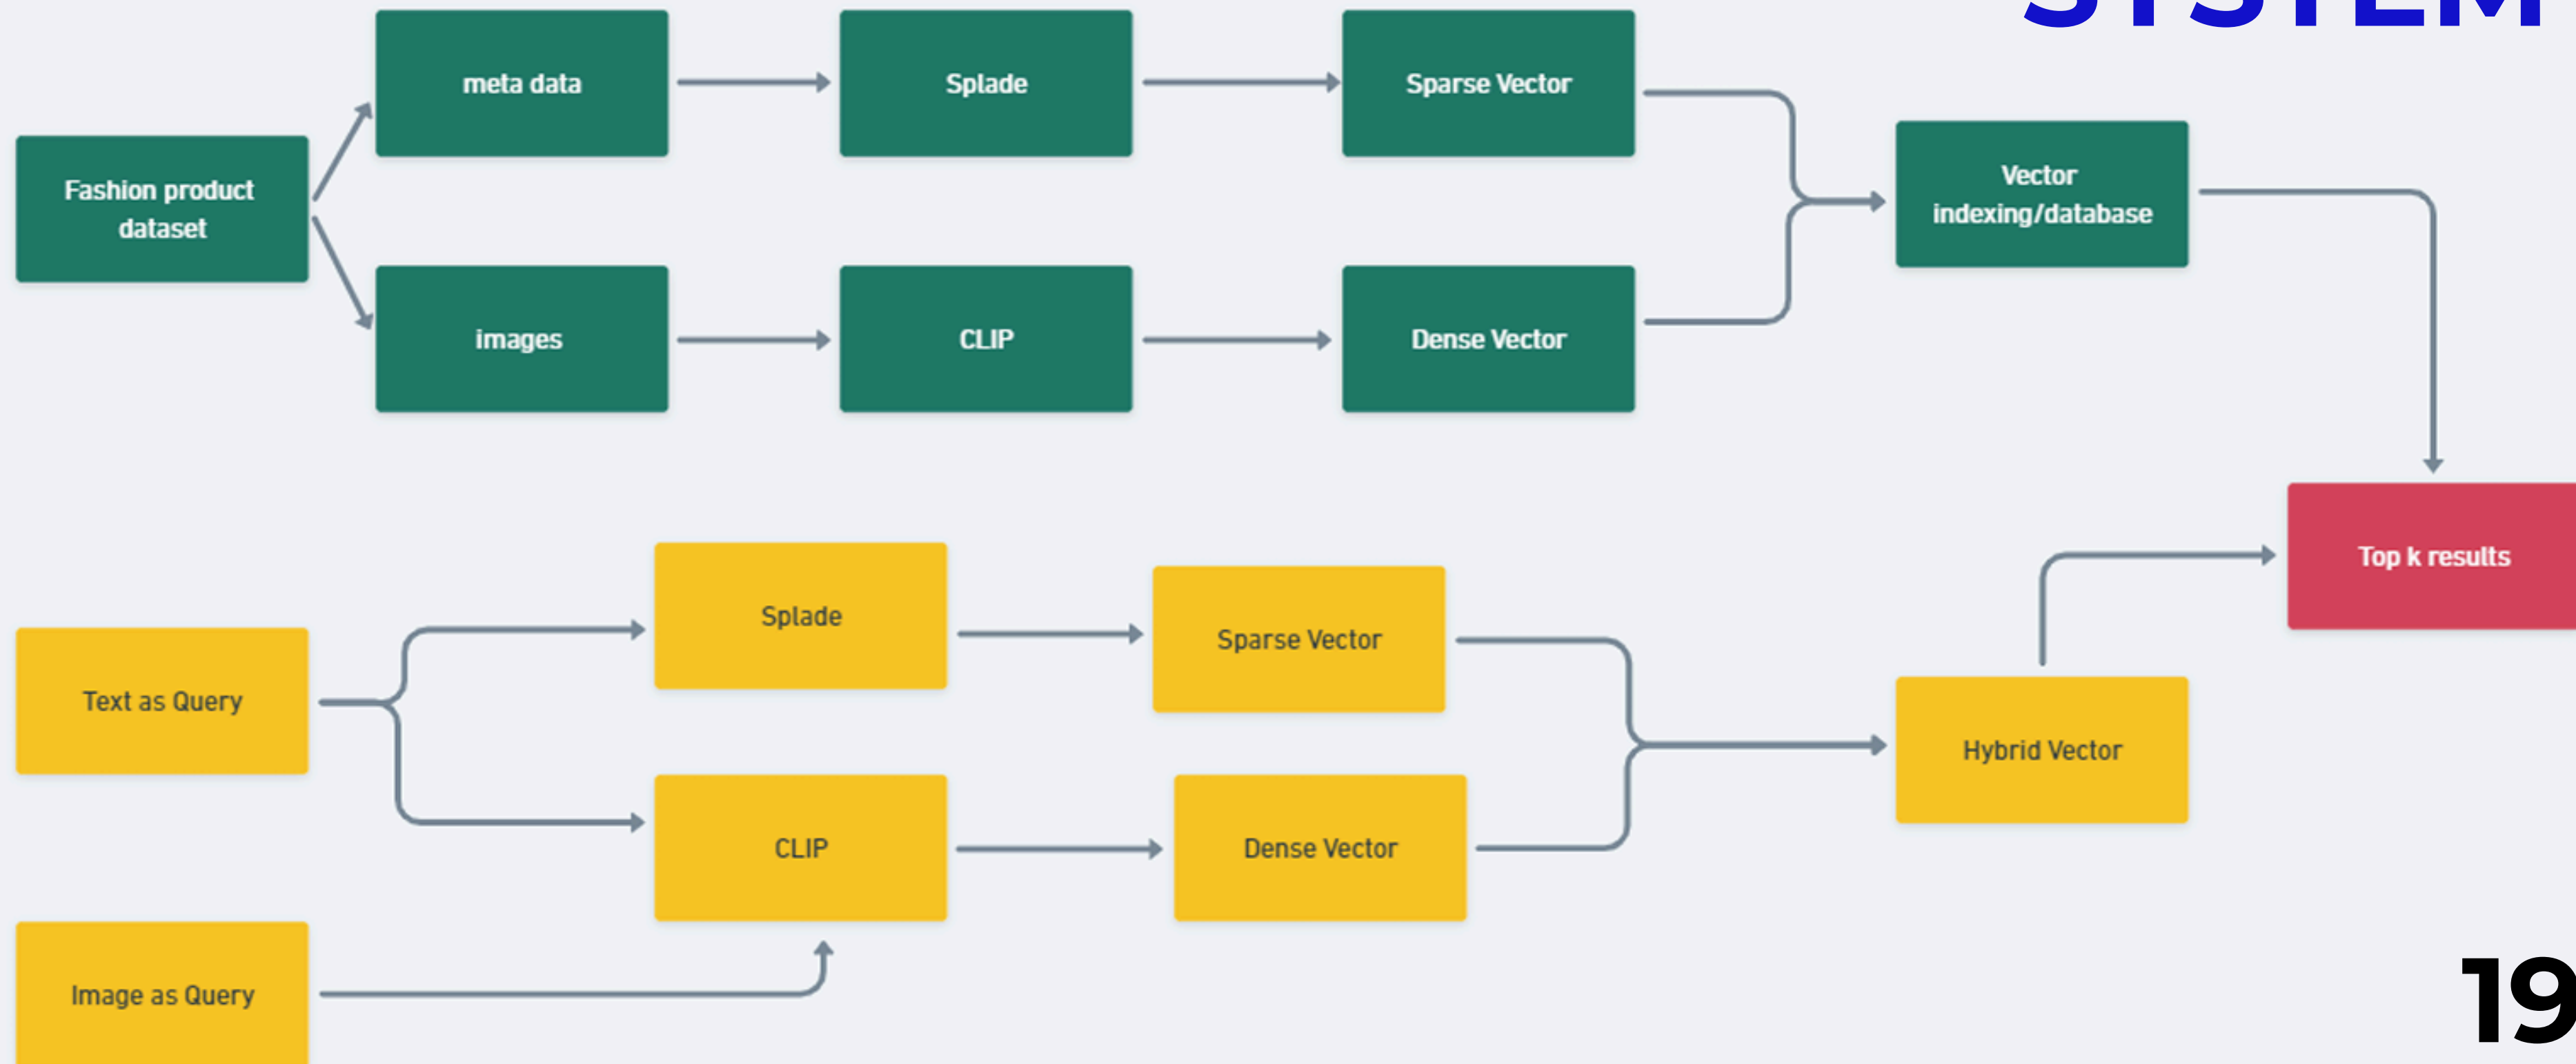 SYSTEM
meta data
Splade
Sparse Vector
Fashion product
dataset
Vector
indexing/database
images
CLIP
Dense Vector
Top k results
Splade
Sparse Vector
Text as Query
Hybrid Vector
CLIP
Dense Vector
Image as Query
19